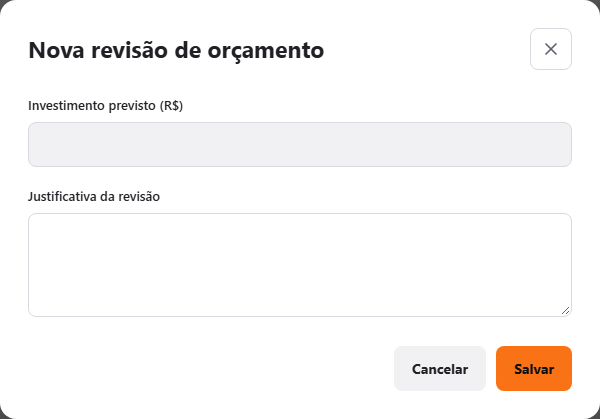 Nova revisão de orçamento
Investimento previsto (R$)
Justificativa da revisão
Cancelar
Salvar